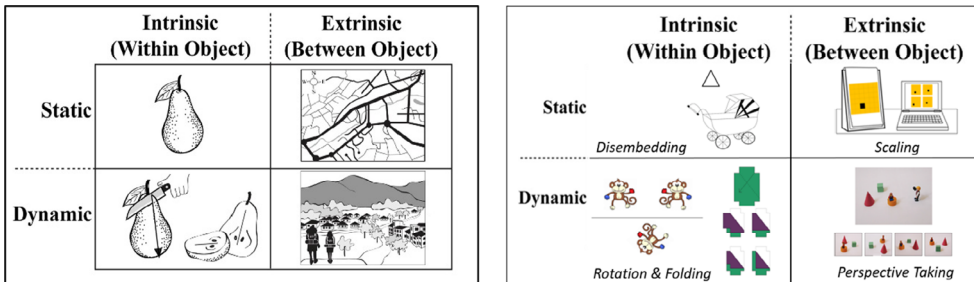 Intrinsic
(Within Object)
Extrinsic
(Between Object)
Static
N
W
E
S
Dynamic
Intrinsic
(Within Object)
Extrinsic
(Between Object)
Static
Disembedding
Scaling
Dynamic
Rotation & Folding
Perspective Taking